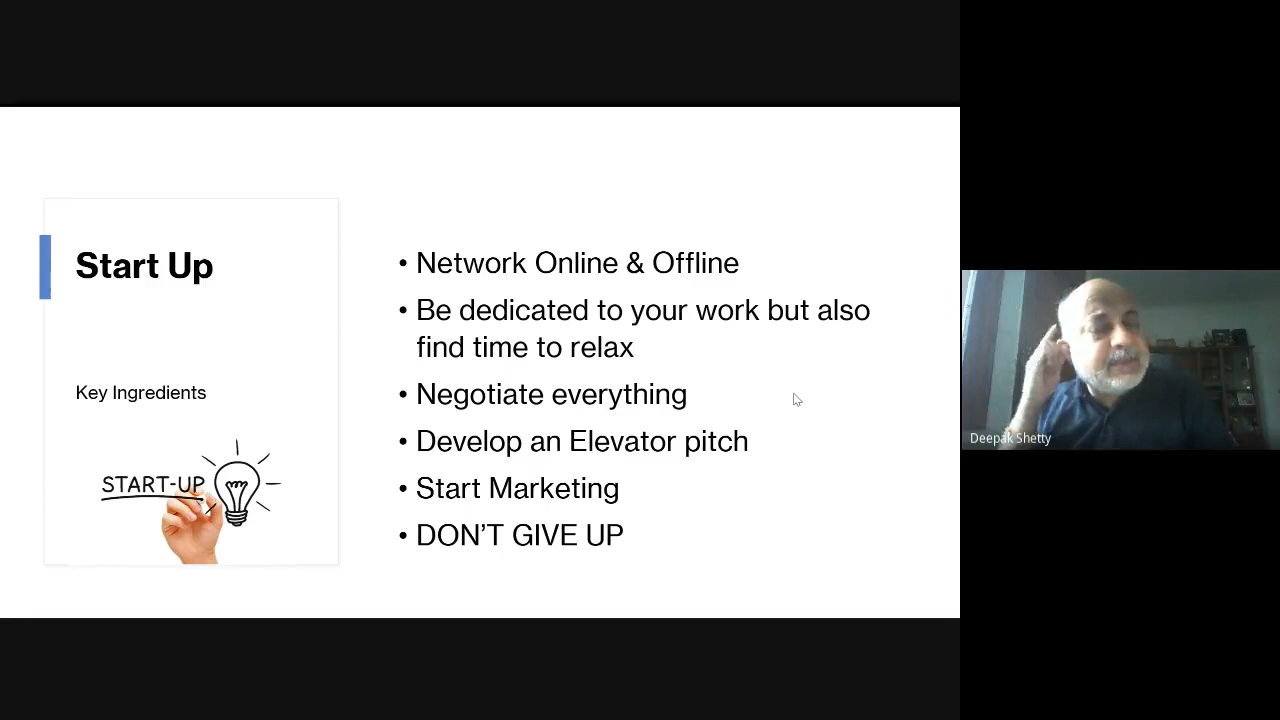 Start Up
Key Ingredients
START-UP
• Network Online & Offline
• Be dedicated to your work but also
find time to relax
• Negotiate everything
• Develop an Elevator pitch
• Start Marketing
• DON’T GIVE UP
Deepak Shetty